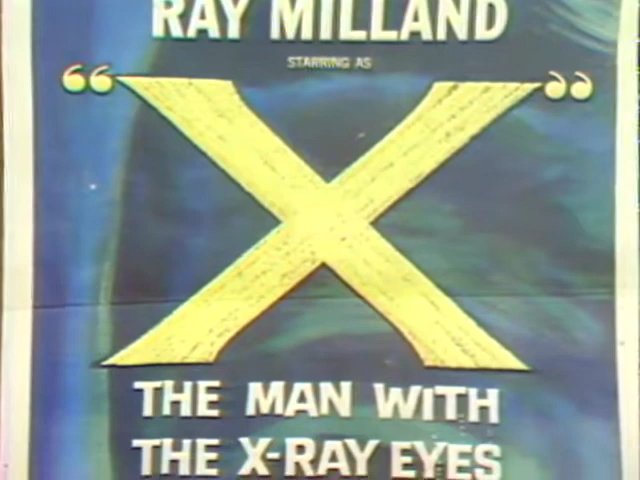 RAY MILLAND
STARRING AS
“X”
THE MAN WITH
THE X-RAY EYES